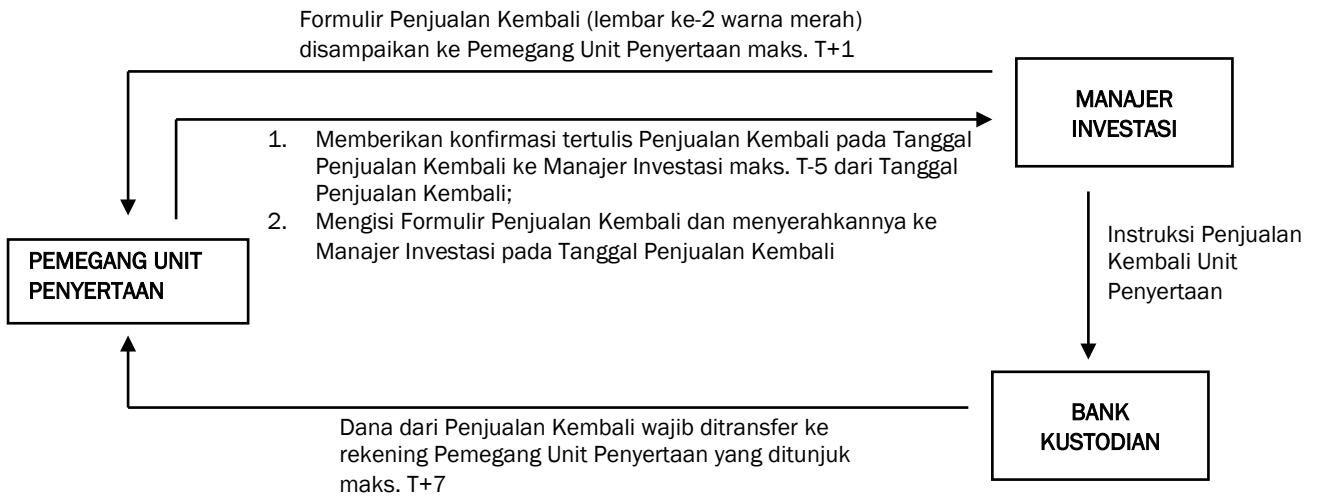 Formulir Penjualan Kembali (lembar ke-2 warna merah)
disampaikan ke Pemegang Unit Penyertaan maks. T+1
MANAJER
INVESTASI
1. Memberikan konfirmasi tertulis Penjualan Kembali pada Tanggal
Penjualan Kembali ke Manajer Investasi maks. T-5 dari Tanggal
Penjualan Kembali;
2. Mengisi Formulir Penjualan Kembali dan menyerahkannya ke
Manajer Investasi pada Tanggal Penjualan Kembali
PEMEGANG UNIT
PENYERTAAN
Instruksi Penjualan
Kembali Unit
Penyertaan
BANK
KUSTODIAN
Dana dari Penjualan Kembali wajib ditransfer ke
rekening Pemegang Unit Penyertaan yang ditunjuk
maks. T+7